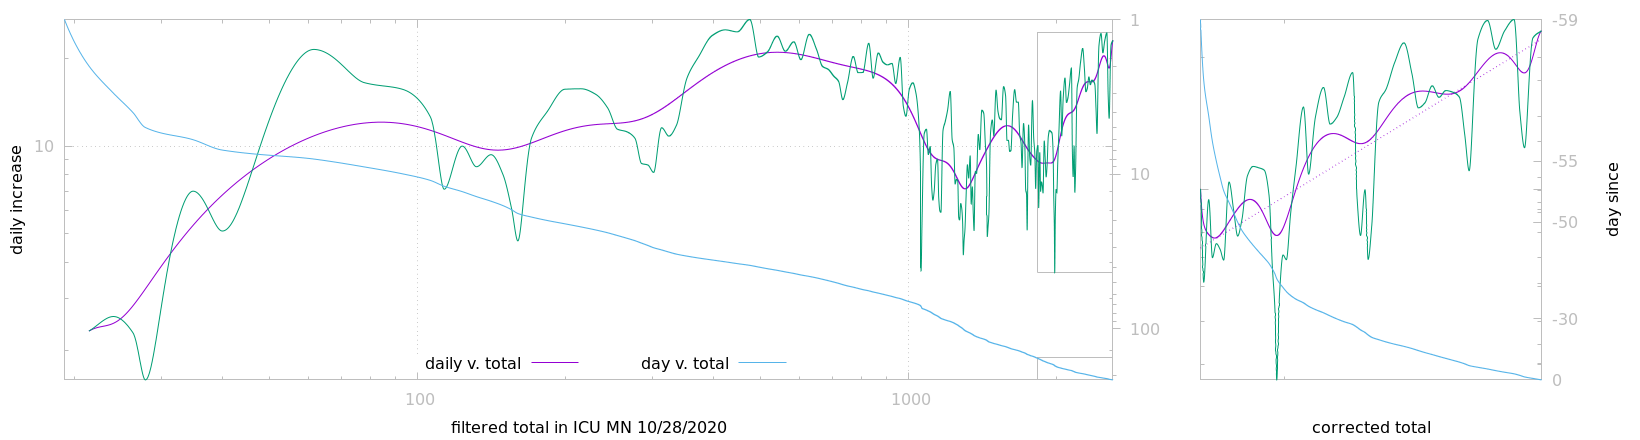 1
-59
10
daily increase
10
-55
-50
day since
100
-30
daily v. total
day v. total
0
100
1000
filtered total in ICU MN 10/28/2020
corrected total